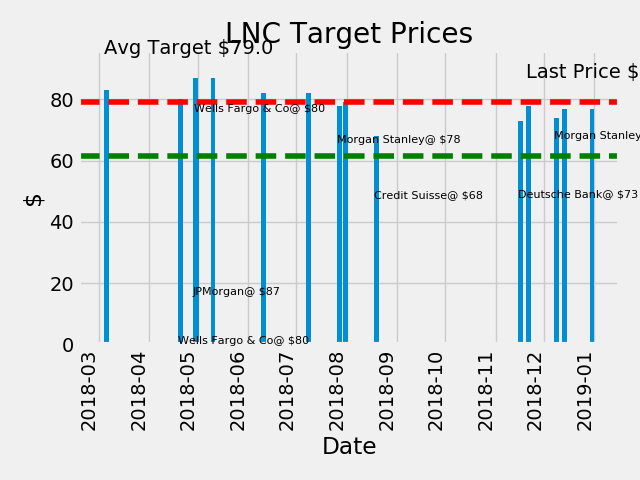 LNC Target Prices
Avg Target $79.0
Last Price $
Wells Fargo & Co@ $80
Morgan Stanley
Morgan Stanley@ $78
Credit Suisse@ $68
Deutsche Bank@ $73
JPMorgan@ $87
Wells Fargo & Co@ $80
80
60
40
20
0
$
2018-03
2018-04
2018-05
2018-06
2018-07
2018-08
2018-09
2018-10
2018-11
2018-12
2019-01
Date